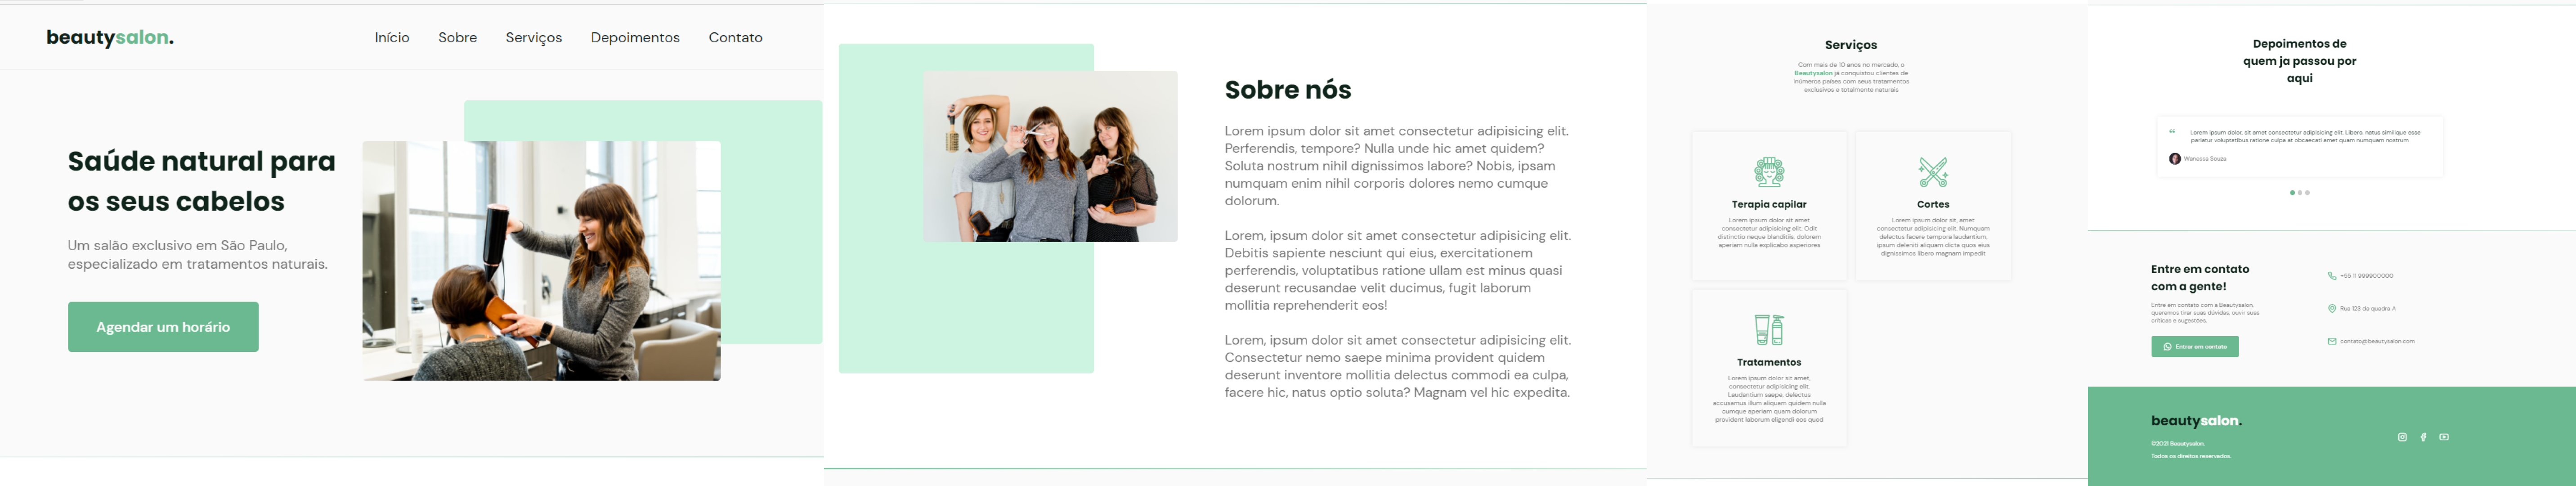 beautysalon.
Início Sobre Serviços Depoimentos Contato
Saúde natural para
os seus cabelos
Um salão exclusivo em São Paulo,
especializado em tratamentos naturais.
Agendar um horário
Sobre nós
Lorem ipsum dolor sit amet consectetur adipisicing elit.
Perferendis, tempore? Nulla unde hic amet quidem?
Soluta nostrum nihil dignissimos labore? Nobis, ipsam
numquam enim nihil corporis dolores nemo cumque
dolorum.
Lorem, ipsum dolor sit amet consectetur adipisicing elit.
Debitis sapiente nesciunt qui eius, exercitationem
perferendis, voluptatibus ratione ullam est minus quasi
deserunt recusandae velit ducimus, fugit laborum
mollitia reprehenderit eos!
Lorem, ipsum dolor sit amet consectetur adipisicing elit.
Consectetur nemo saepe minima provident quidem
deserunt inventore mollitia delectus commodi ea culpa,
facere hic, natus optio soluta? Magnam vel hic expedita.
Serviços
Com mais de 10 anos no mercado, o
Beautysalon já conquistou clientes de
inúmeros países com seus tratamentos
exclusivos e totalmente naturais
Terapia capilar
Lorem ipsum dolor sit amet
consectetur adipisicing elit. Odit
distinctio neque blanditiis, dolorem
aperiam nulla explicabo asperiores
Cortes
Lorem ipsum dolor sit, amet
consectetur adipisicing elit. Numquam
delectus facere tempora laudantium,
ipsum deleniti aliquam dicta quos eius
dignissimos libero magnam impedit
Tratamentos
Lorem ipsum dolor sit amet,
consectetur adipisicing elit.
Laudantium saepe, delectus
accusamus illum aliquam quidem nulla
cumque aperiam quam dolorum
provident laborum eligendi eos quod
Depoimentos de
quem ja passou por
aqui
“ Lorem ipsum dolor, sit amet consectetur adipisicing elit. Libero, natus similique esse
pariatur voluptatibus ratione culpa at obcaecati amet quam numquam nostrum
Wanessa Souza
Entre em contato
com a gente!
Entre em contato com a Beautysalon,
queremos tirar suas dúvidas, ouvir suas
críticas e sugestões.
Entrar em contato
+55 11 999900000
Rua 123 da quadra A
contato@beautysalon.com
beautysalon.
©2021 Beautysalon.
Todos os direitos reservados.